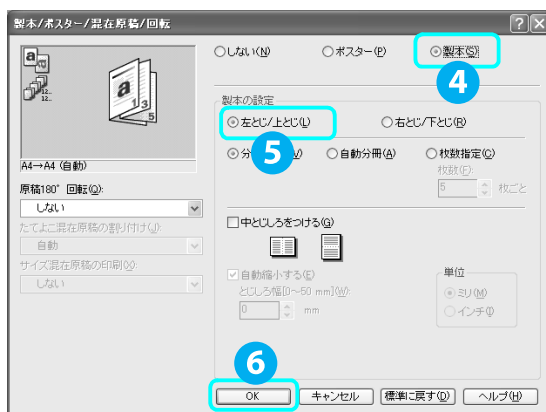 製本/ポスター/混在原稿/回転
しない(N) ポスター(P) 製本(S)
4
製本の設定
左とじ/上とじ(L) 右とじ/下とじ(R)
5
自動分冊(A) 枚数指定(C)
枚数(F):
5 枚ごと
A4→A4 (自動)
原稿180° 回転(Q):
しない
たてよこ混在原稿の割り付け(J):
自動
サイズ混在原稿の印刷(X):
しない
中とじしろをつける(G)
自動縮小する(E)
とじしろ幅[0~50 mm](W):
0 mm
単位
ミリ(M)
インチ(I)
6
OK キャンセル 標準に戻す(D) ヘルプ(H)